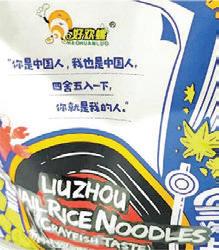 好欢螺
HAOHUANLUO
“你是中国人，我也是中国人，
四舍五入一下，
你就是我的人。”
LIUZHOU
RICE NOODLES
CRAYFISH TASTE